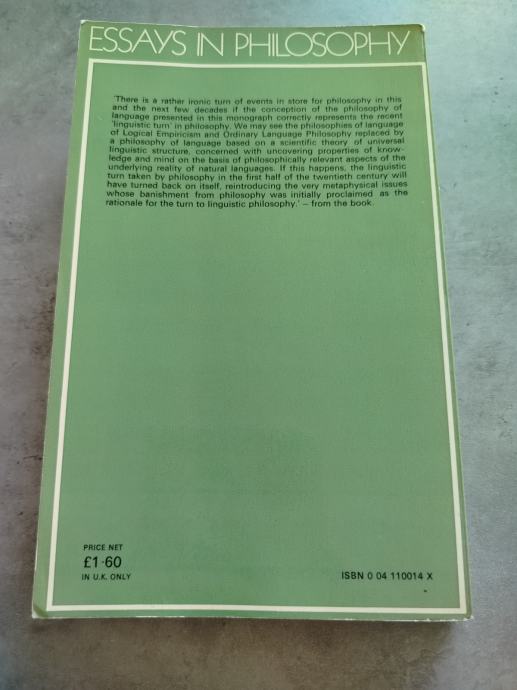 ESSAYS IN PHILOSOPHY
'There is a rather ironic turn of events in store for philosophy in this
and the next few decades if the conception of the philosophy of
language presented in this monograph correctly represents the recent
'linguistic turn' in philosophy. We may see the philosophies of language
of Logical Empiricism and Ordinary Language Philosophy replaced by
a philosophy of language based on a scientific theory of universal
linguistic structure, concerned with uncovering properties of know-
ledge and mind on the basis of philosophically relevant aspects of the
underlying reality of natural languages. If this happens, the linguistic
turn taken by philosophy in the first half of the twentieth century will
have turned back on itself, reintroducing the very metaphysical issues
whose banishment from philosophy was initially proclaimed as the
rationale for the turn to linguistic philosophy.' – from the book.
PRICE NET
£1·60
IN U.K. ONLY
ISBN 0 04 110014 X